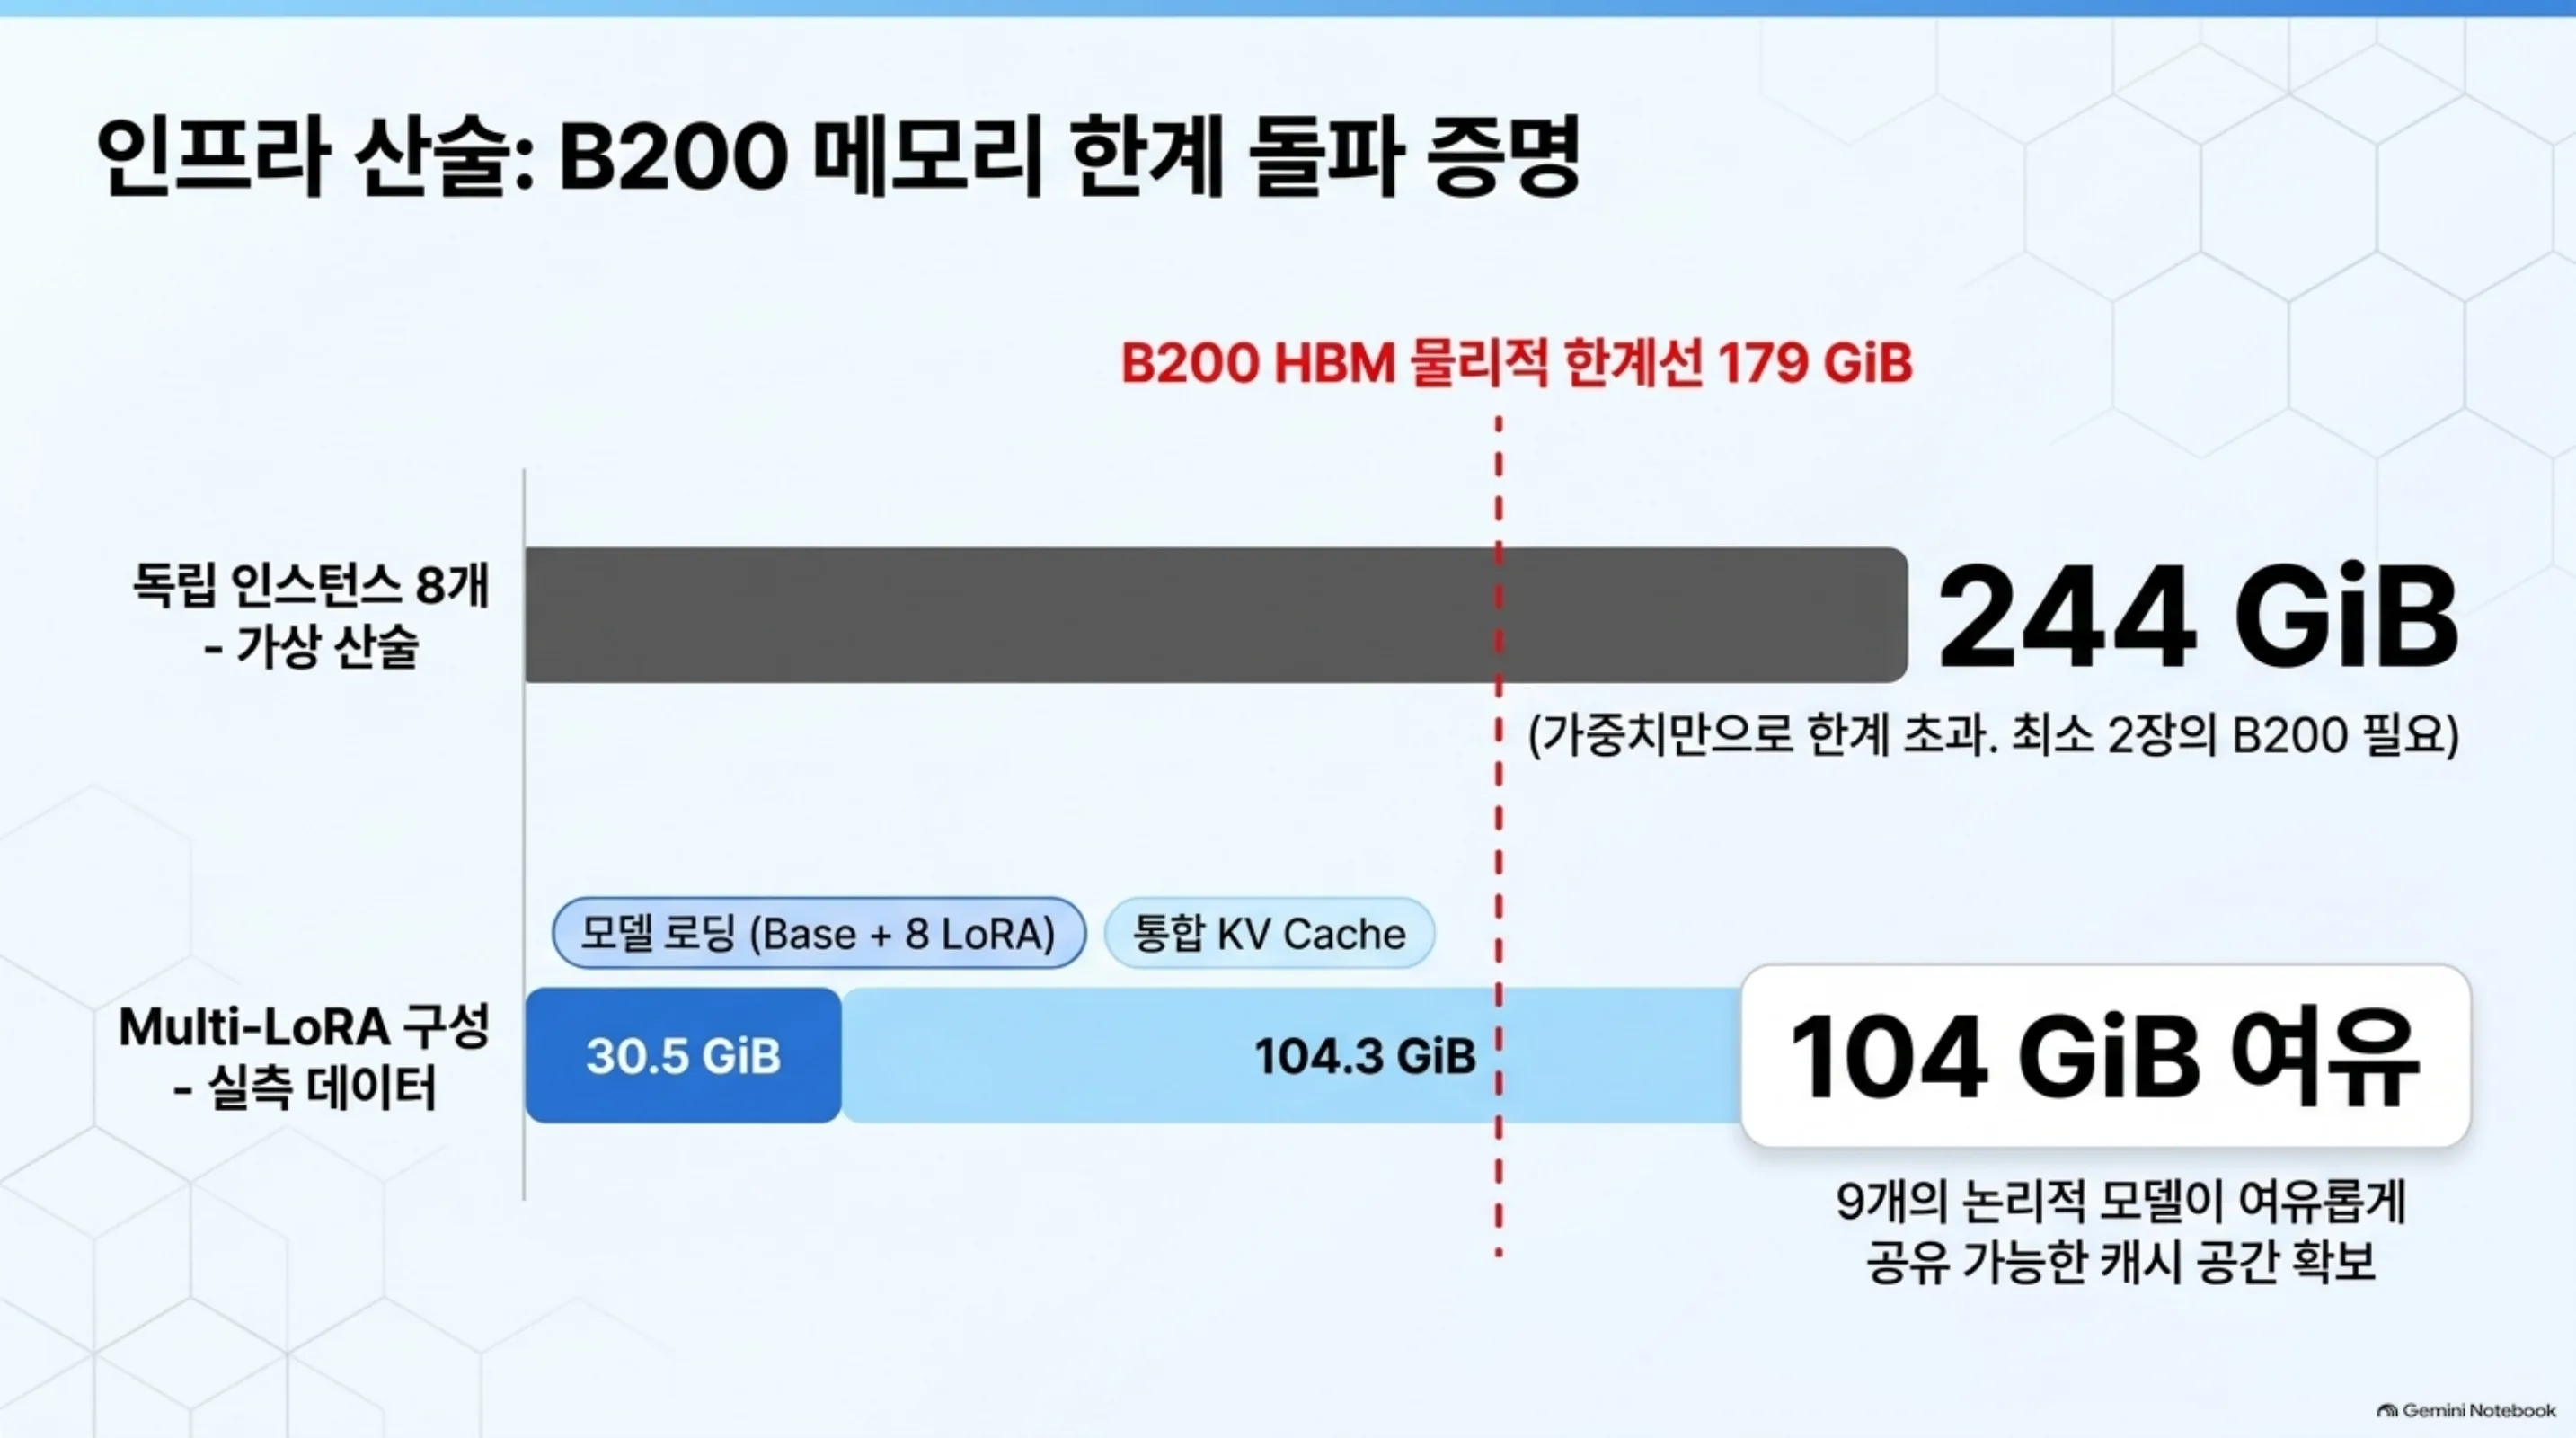 인프라 산술: B200 메모리 한계 돌파 증명
B200 HBM 물리적 한계선 179 GiB
독립 인스턴스 8개
- 가상 산술
244 GiB
(가중치만으로 한계 초과. 최소 2장의 B200 필요)
모델 로딩 (Base + 8 LoRA)
통합 KV Cache
Multi-LoRA 구성
- 실측 데이터
30.5 GiB
104.3 GiB
104 GiB 여유
9개의 논리적 모델이 여유롭게
공유 가능한 캐시 공간 확보
Gemini Notebook